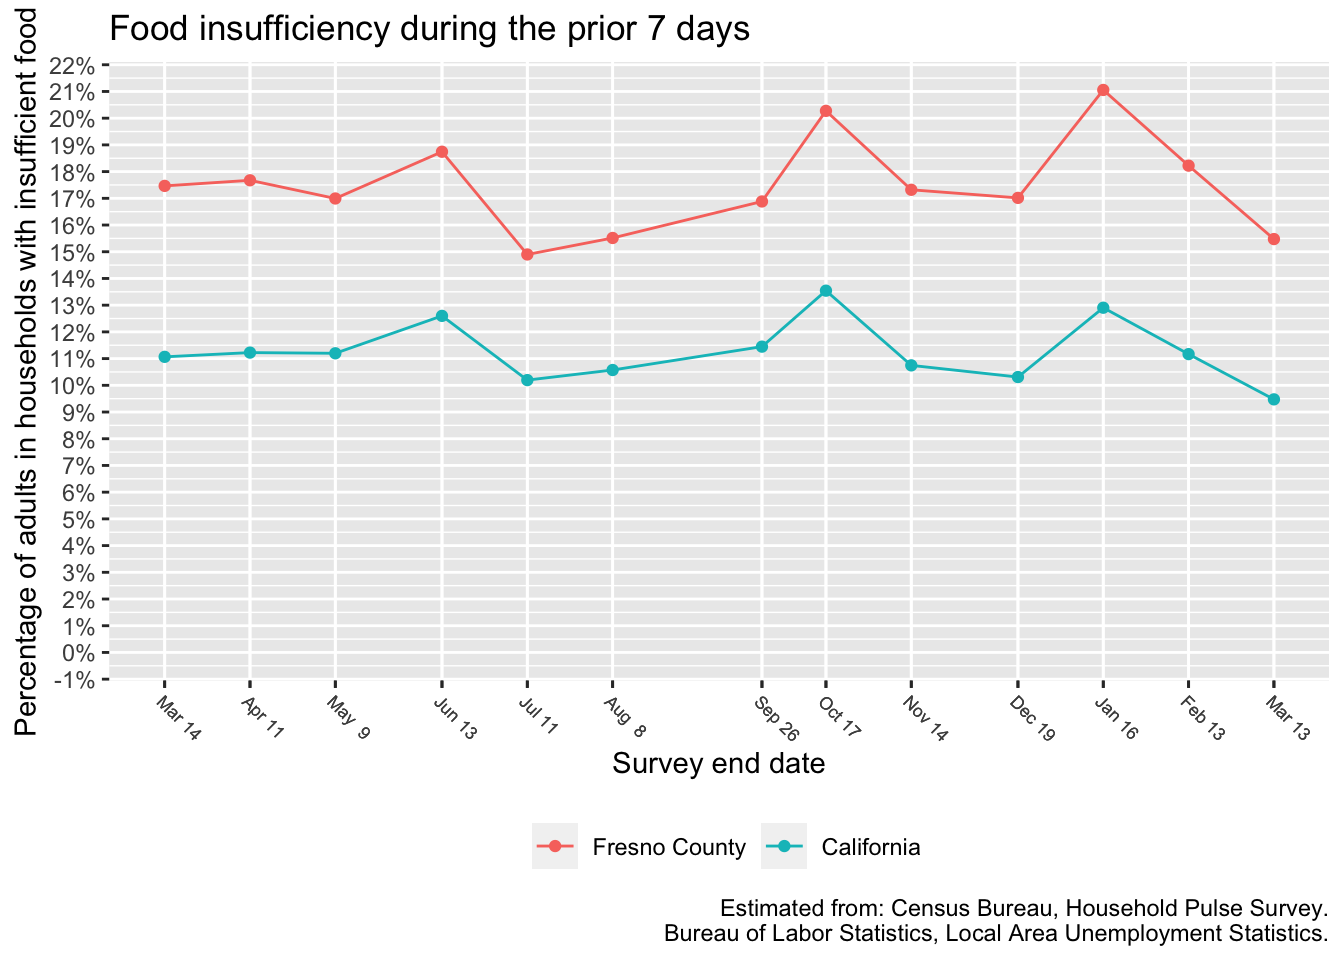 Food insufficiency during the prior 7 days
Percentage of adults in households with insufficient food
22%
21%
20%
19%
18%
17%
16%
15%
14%
13%
12%
11%
10%
9%
8%
7%
6%
5%
4%
3%
2%
1%
0%
-1%
Mar 14
Apr 11
May 9
Jun 13
Jul 11
Aug 8
Sep 26
Oct 17
Nov 14
Dec 19
Jan 16
Feb 13
Mar 13
Survey end date
Fresno County
California
Estimated from: Census Bureau, Household Pulse Survey.
Bureau of Labor Statistics, Local Area Unemployment Statistics.